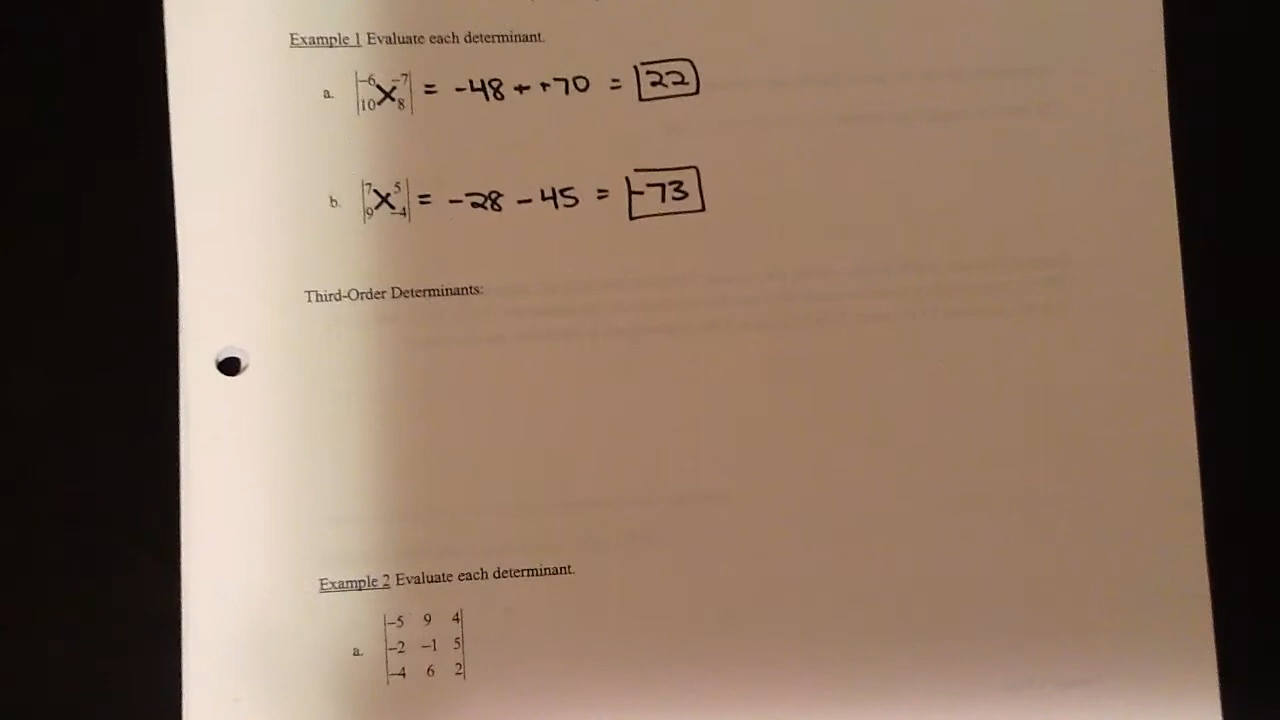 Example 1 Evaluate each determinant.
a. |-6 -7| = -48 + +70 = 22
|10 8|
b. |7 5| = -28 - 45 = -73
|9 -4|
Third-Order Determinants:
Example 2 Evaluate each determinant.
|-5 9 4|
a. |-2 -1 5|
|-4 6 2|